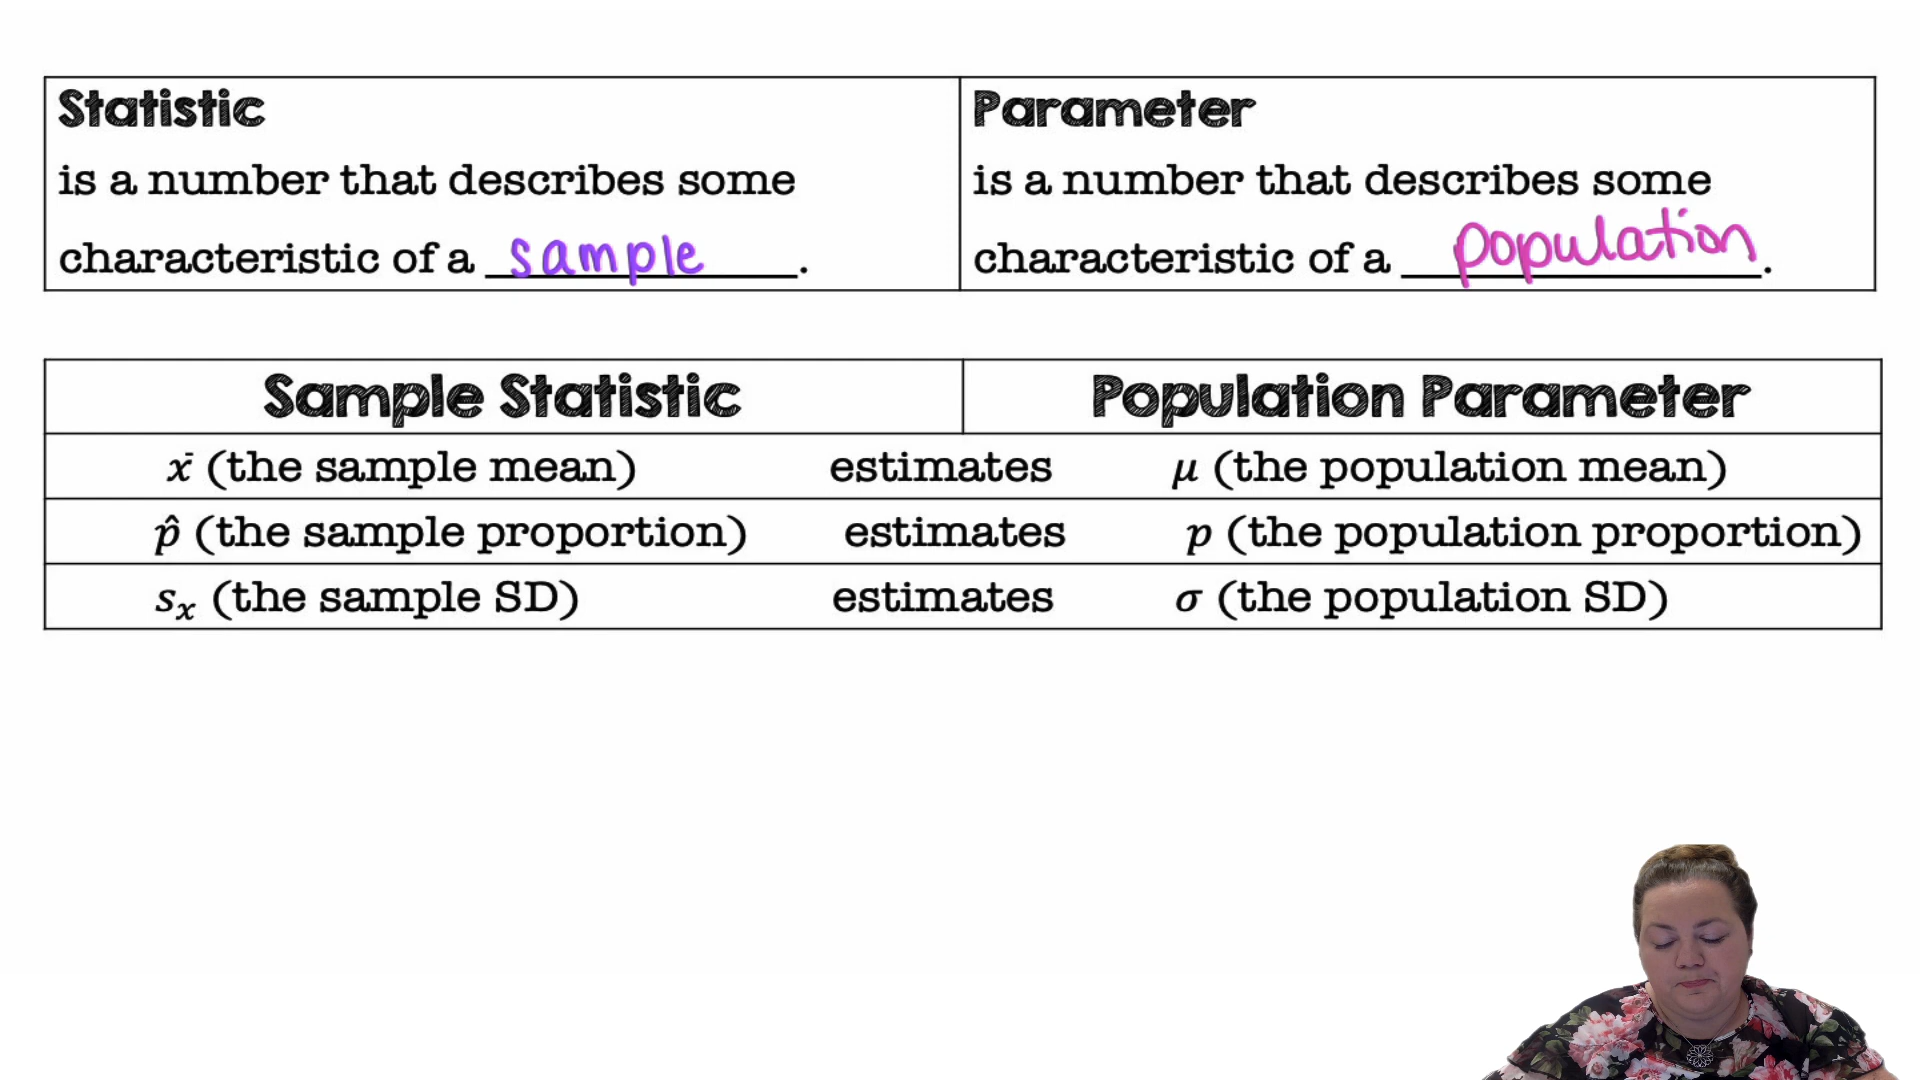 Statistic
is a number that describes some
characteristic of a sample.
Parameter
is a number that describes some
characteristic of a population.
Sample Statistic Population Parameter
x̄ (the sample mean) estimates μ (the population mean)
p̂ (the sample proportion) estimates p (the population proportion)
sₓ (the sample SD) estimates σ (the population SD)